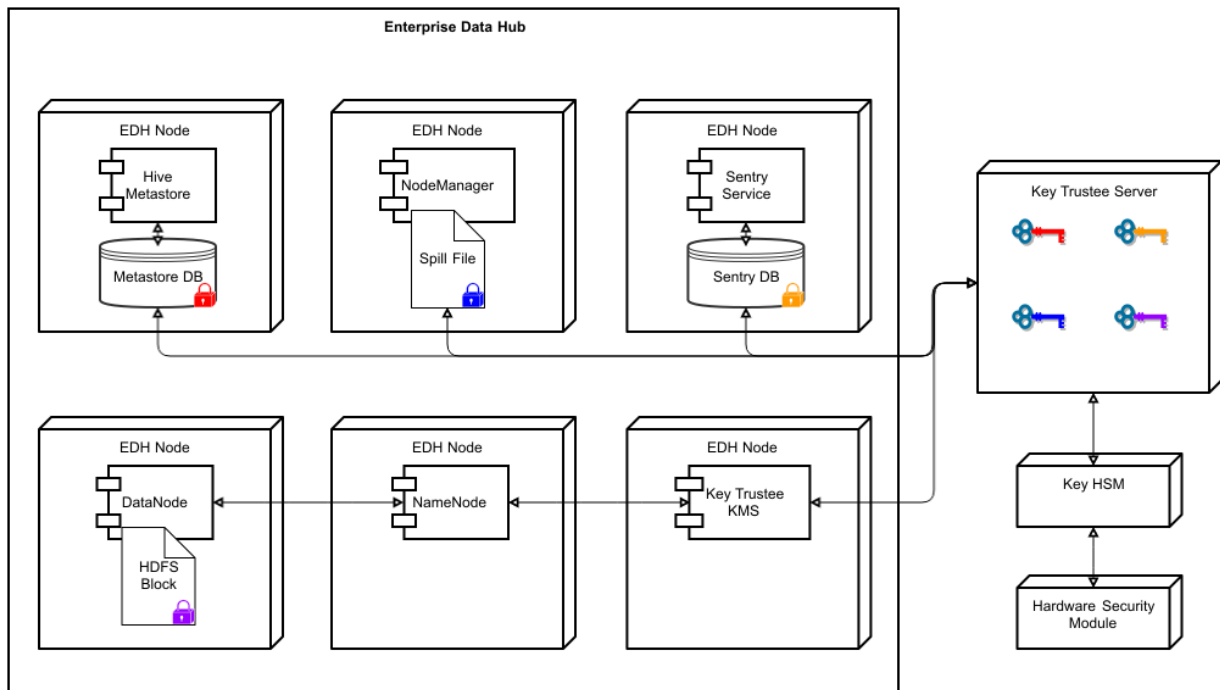 Enterprise Data Hub
EDH Node
Hive
Metastore
Metastore DB
EDH Node
NodeManager
Spill File
EDH Node
Sentry
Service
Sentry DB
Key Trustee Server
EDH Node
DataNode
HDFS
Block
EDH Node
NameNode
EDH Node
Key Trustee
KMS
Key HSM
Hardware Security
Module